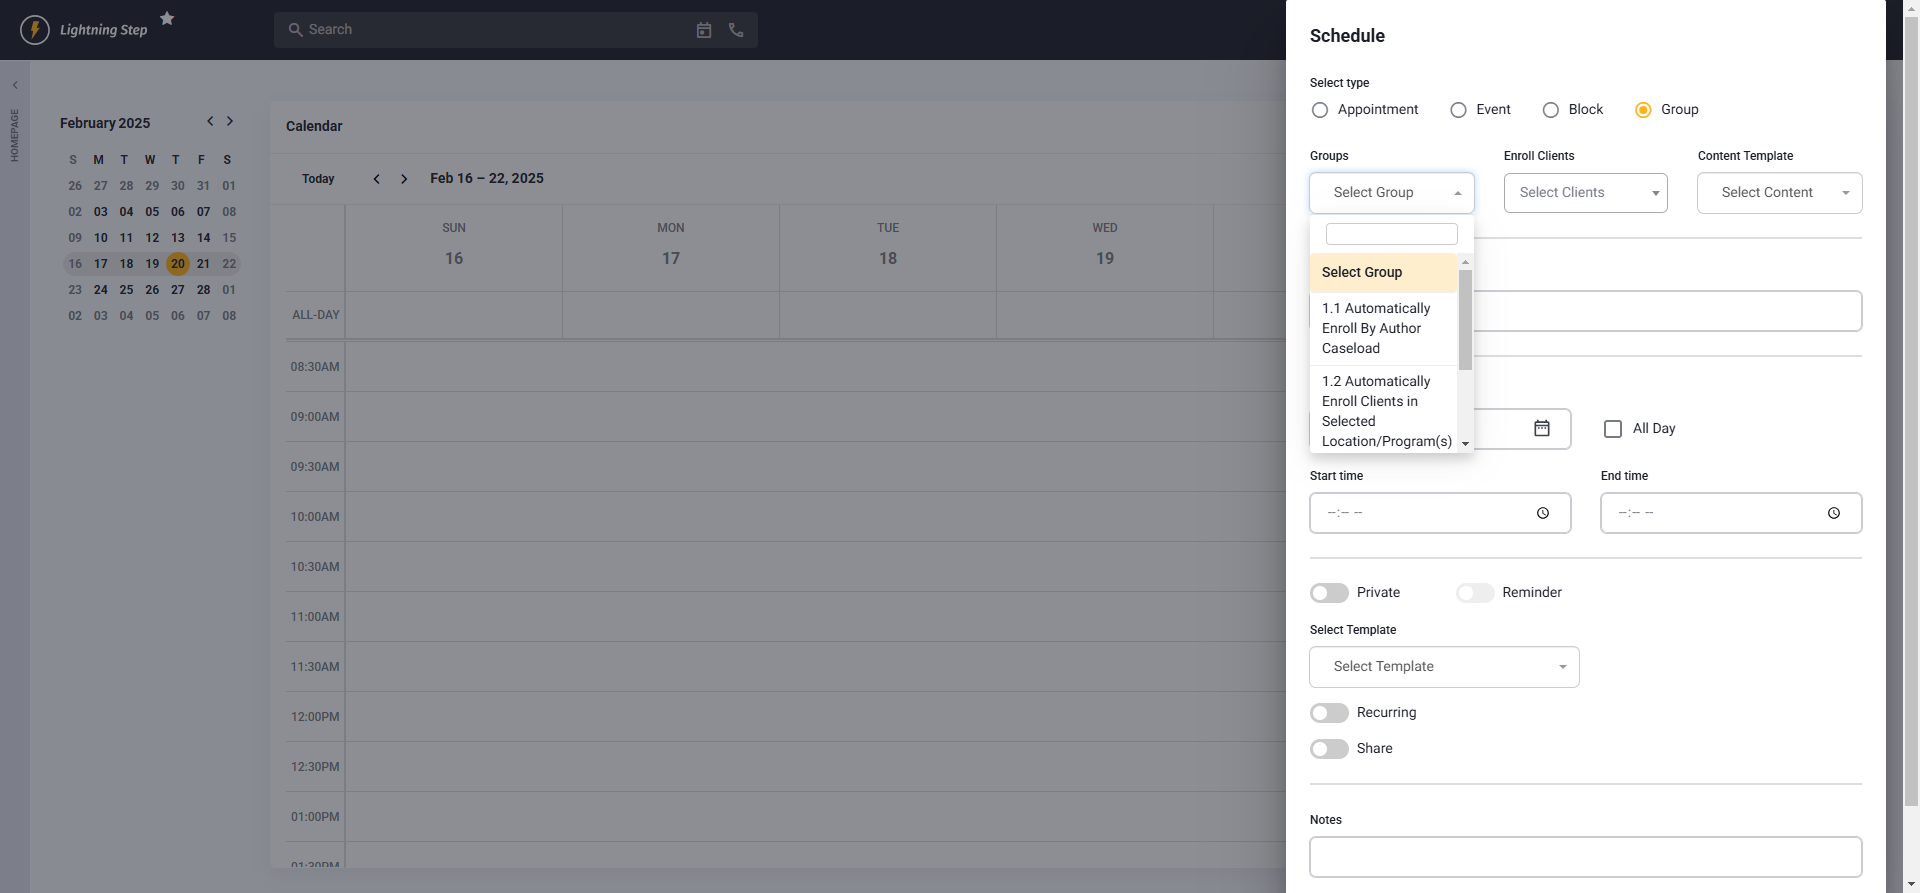 Lightning Step
Search
HOMEPAGE
February 2025
S M T W T F S
26 27 28 29 30 31 01
02 03 04 05 06 07 08
09 10 11 12 13 14 15
16 17 18 19 20 21 22
23 24 25 26 27 28 01
02 03 04 05 06 07 08
Calendar
Today
Feb 16 – 22, 2025
SUN MON TUE WED
16 17 18 19
ALL-DAY
08:30AM
09:00AM
09:30AM
10:00AM
10:30AM
11:00AM
11:30AM
12:00PM
12:30PM
01:00PM
01:30PM
Schedule
Select type
Appointment Event Block Group
Groups Enroll Clients Content Template
Select Group Select Clients Select Content
Select Group
1.1 Automatically
Enroll By Author
Caseload
1.2 Automatically
Enroll Clients in
Selected
Location/Program(s)
All Day
Start time End time
--:-- -- --:-- --
Private Reminder
Select Template
Select Template
Recurring
Share
Notes